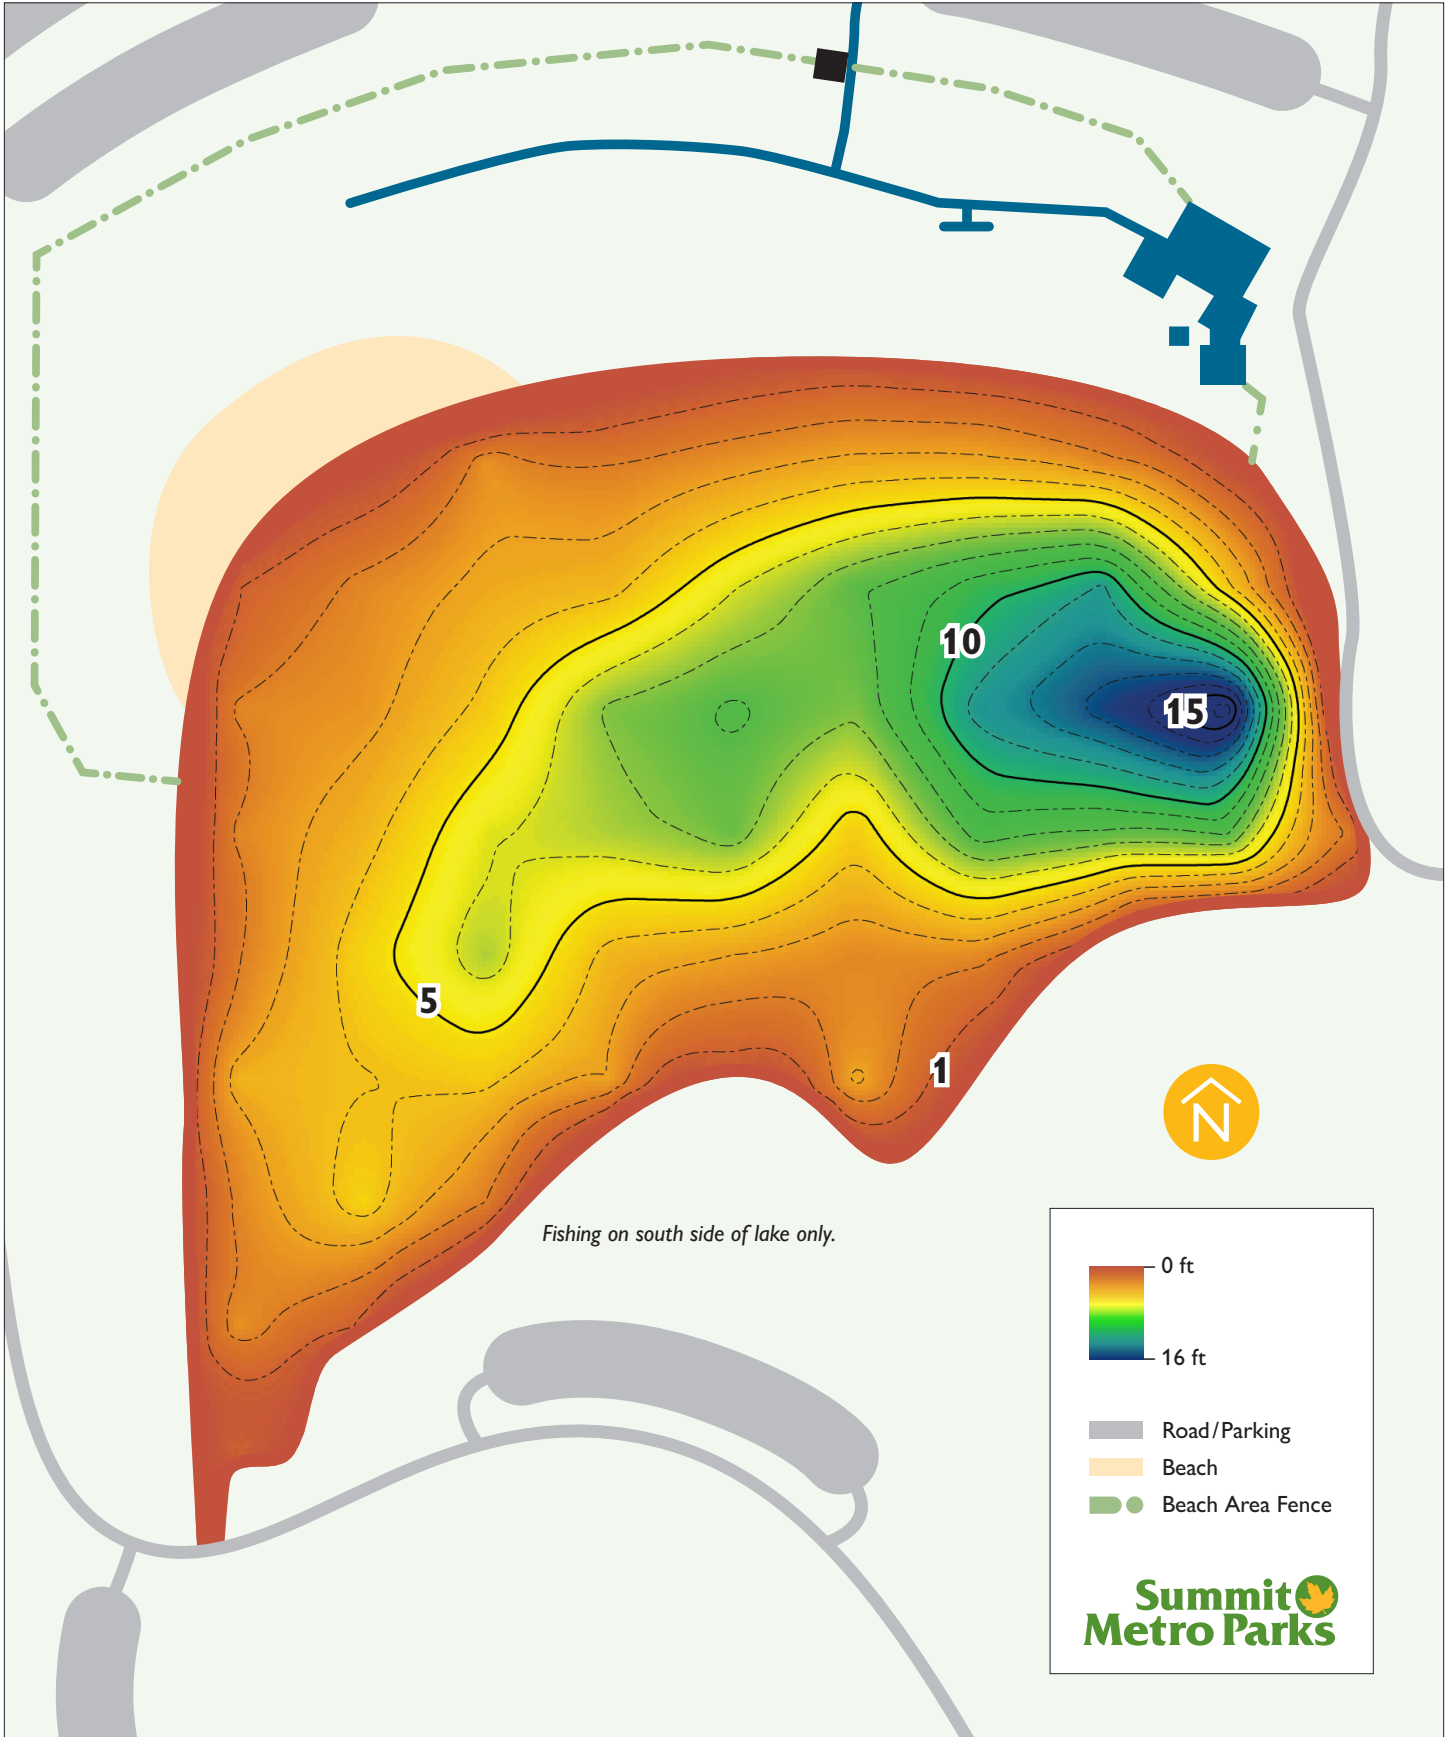 10
15
5
1
N
Fishing on south side of lake only.
0 ft
16 ft
Road/Parking
Beach
Beach Area Fence
Summit
Metro Parks